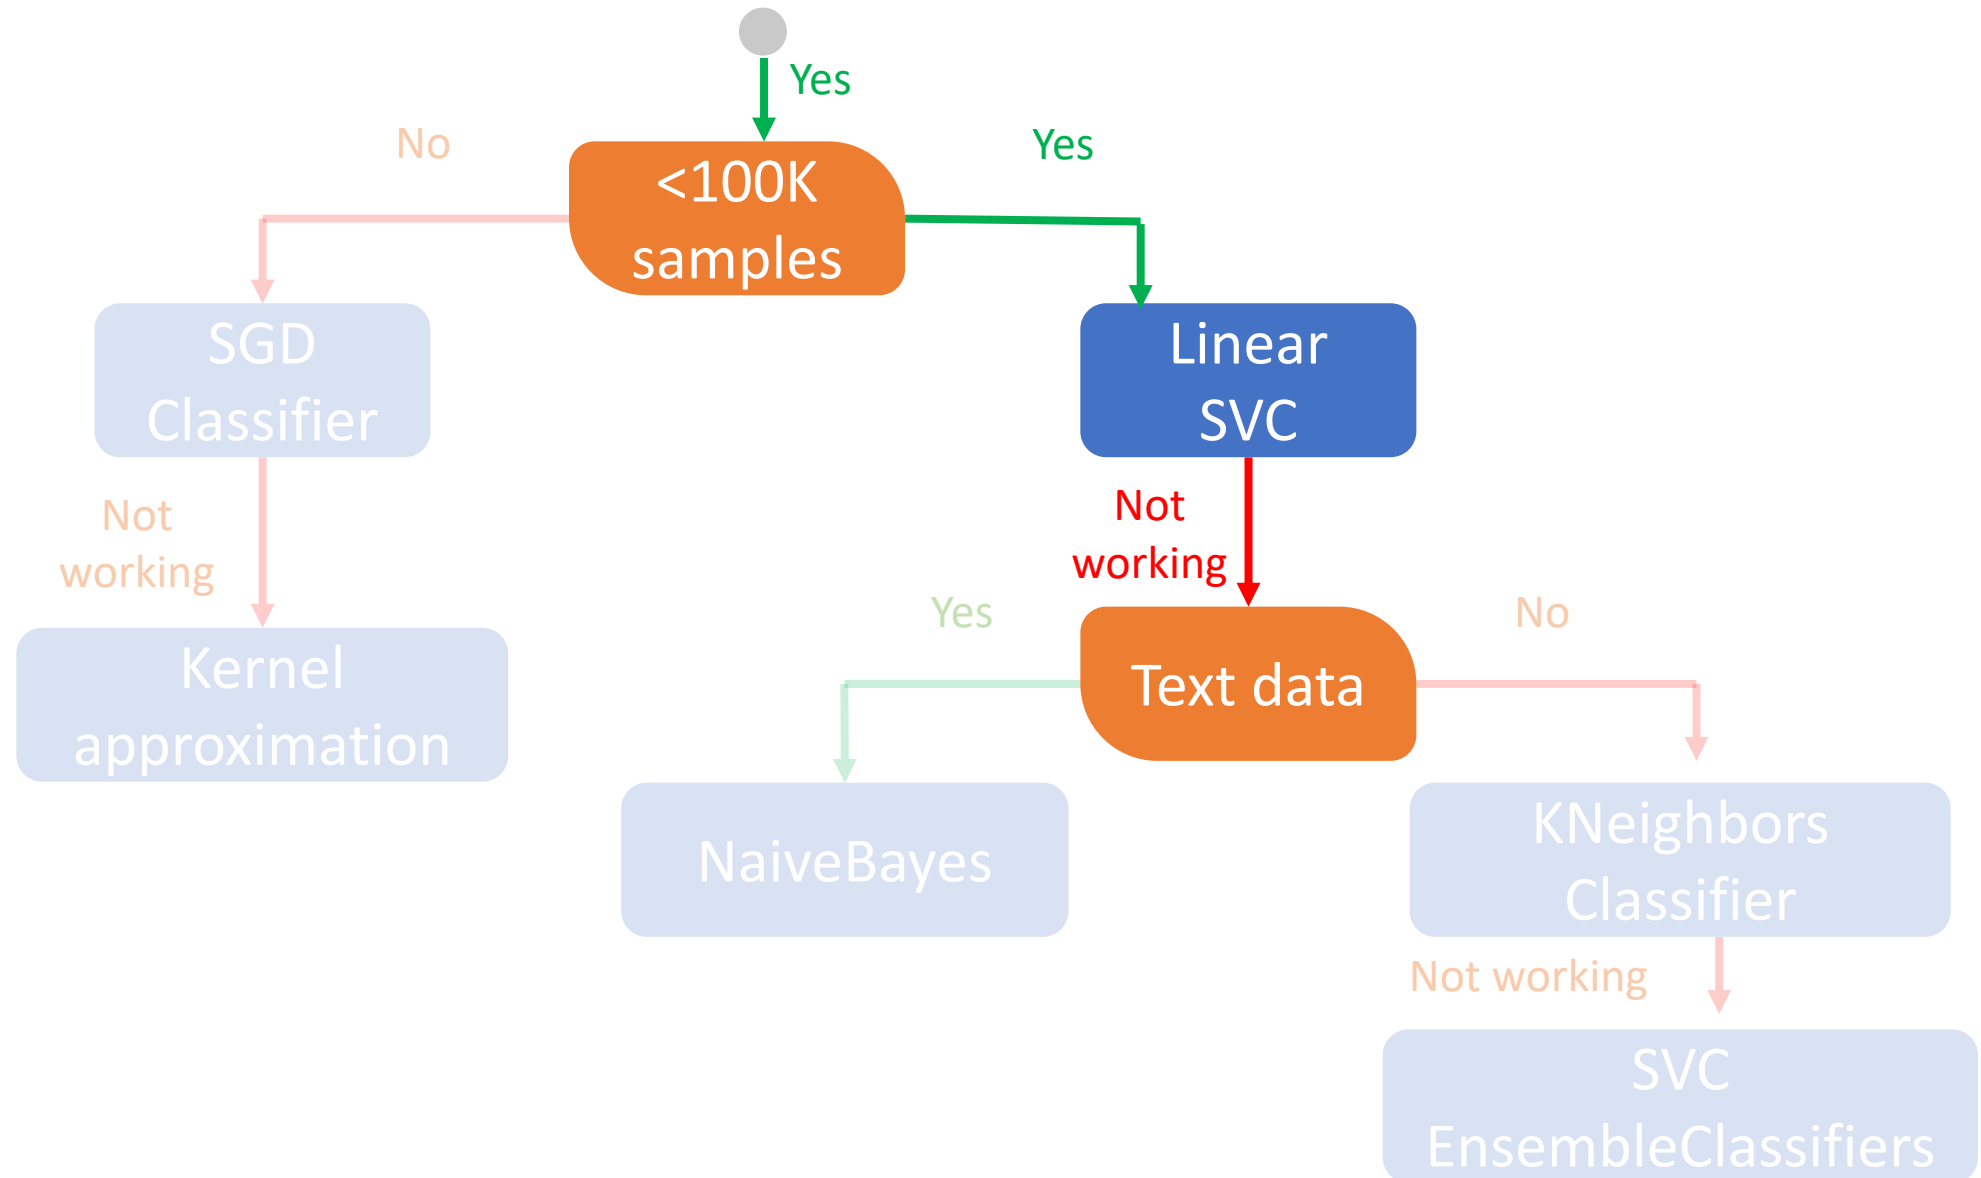 Yes
No
Yes
<100K
samples
SGD
Classifier
Linear
SVC
Not
working
Not
working
Yes
No
Kernel
approximation
Text data
NaiveBayes
KNeighbors
Classifier
Not working
SVC
EnsembleClassifiers